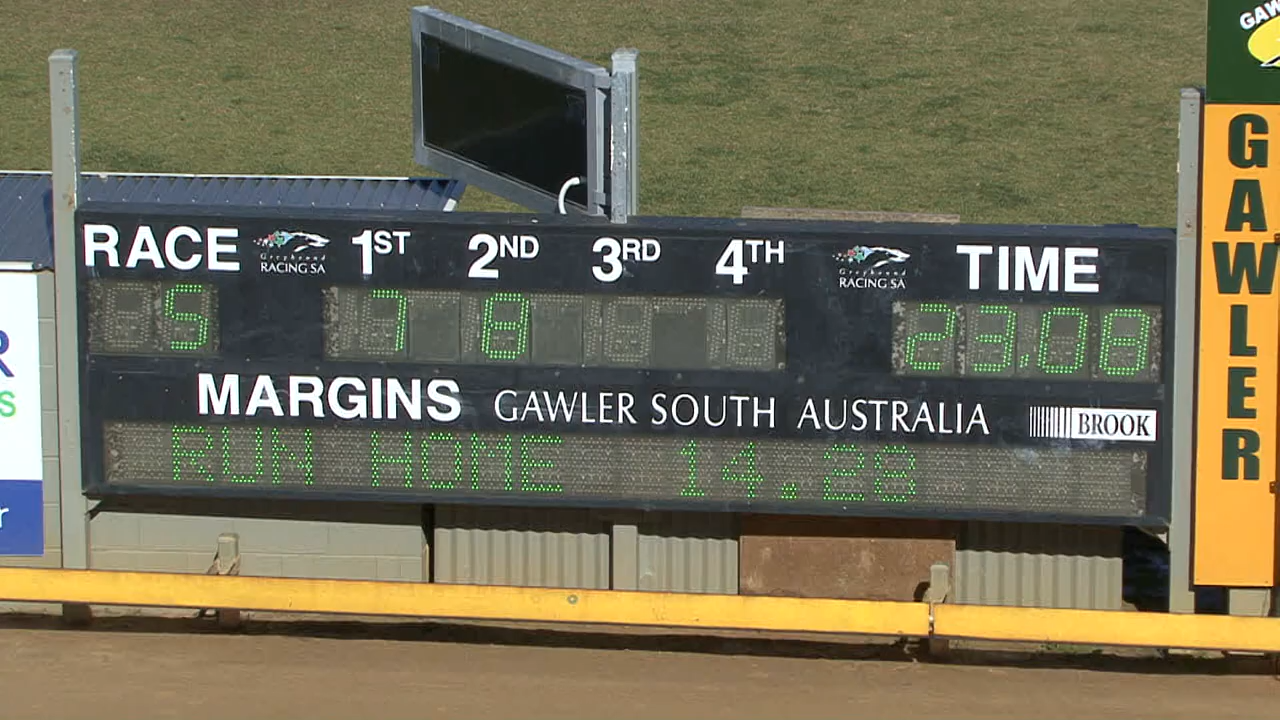 GAW
RACE
Greyhound
RACING SA
1ST
2ND
3RD
4TH
Greyhound
RACING SA
TIME
5
7
8
23.08
MARGINS
GAWLER SOUTH AUSTRALIA
BROOK
RUN HOME 14.28
GAWLER
R
S
r